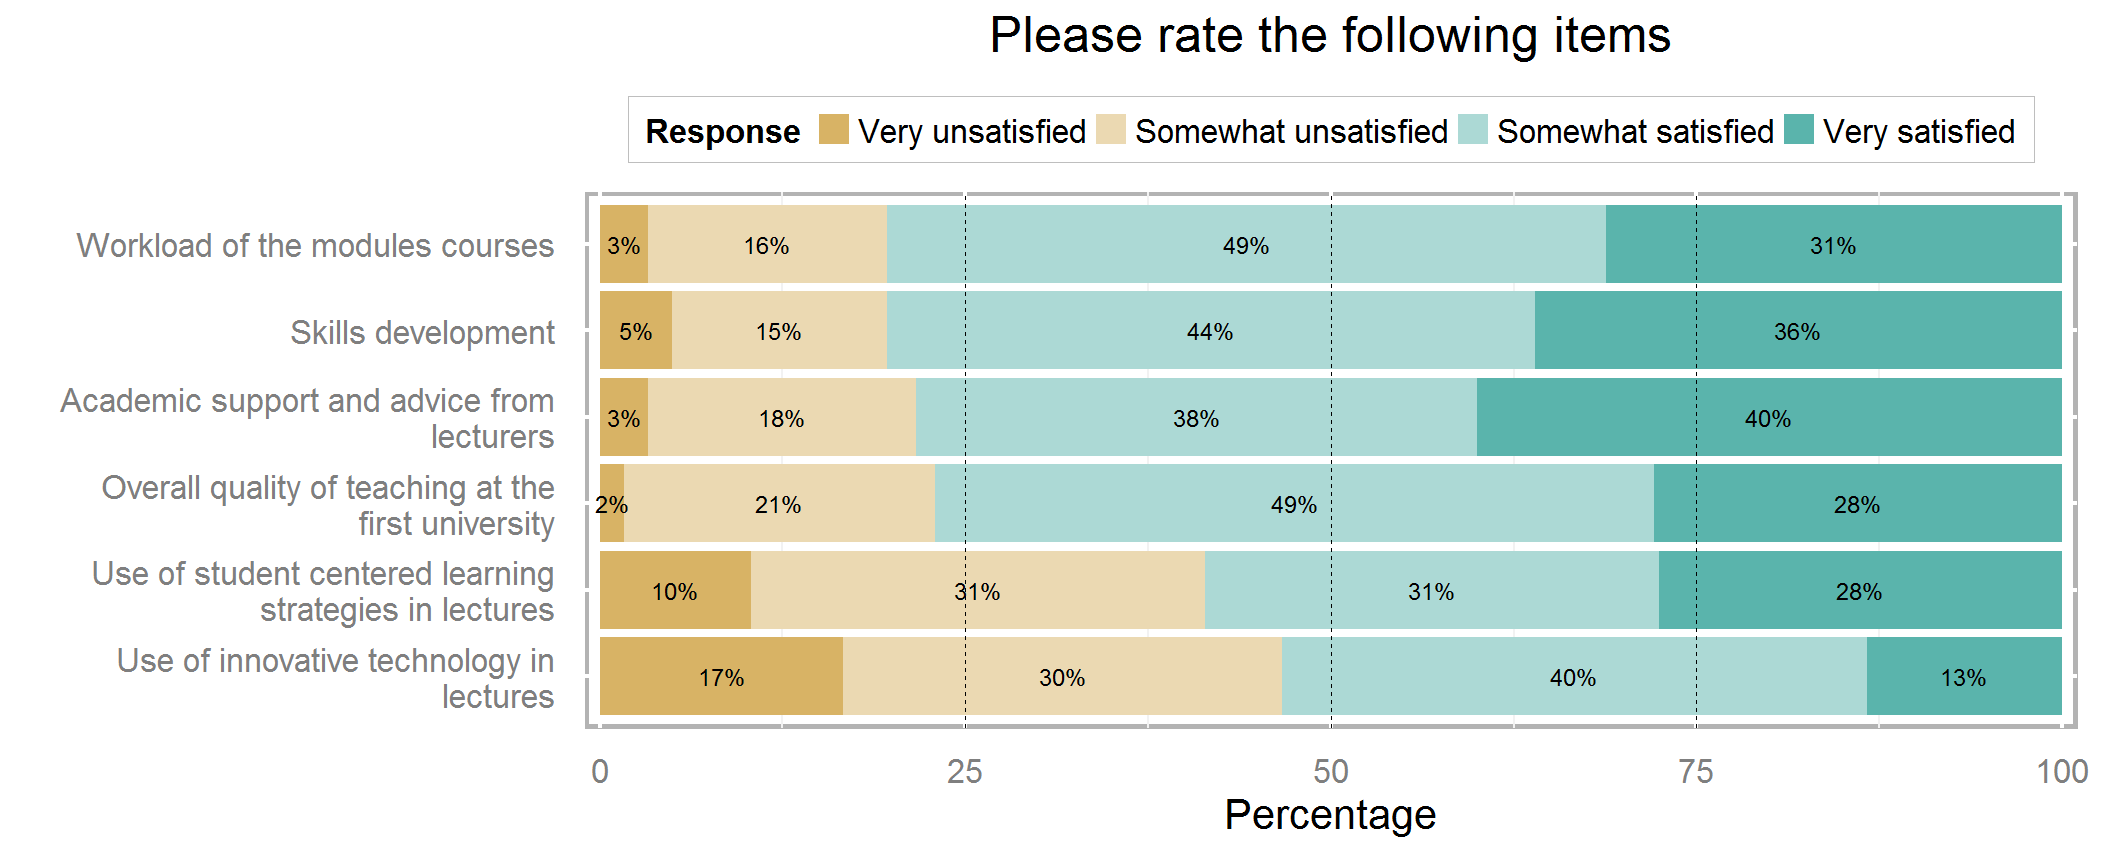 Please rate the following items
Response Very unsatisfied Somewhat unsatisfied Somewhat satisfied Very satisfied
Workload of the modules courses
3% 16% 49% 31%
Skills development
5% 15% 44% 36%
Academic support and advice from
lecturers
3% 18% 38% 40%
Overall quality of teaching at the
first university
2% 21% 49% 28%
Use of student centered learning
strategies in lectures
10% 31% 31% 28%
Use of innovative technology in
lectures
17% 30% 40% 13%
0 25 50 75 100
Percentage